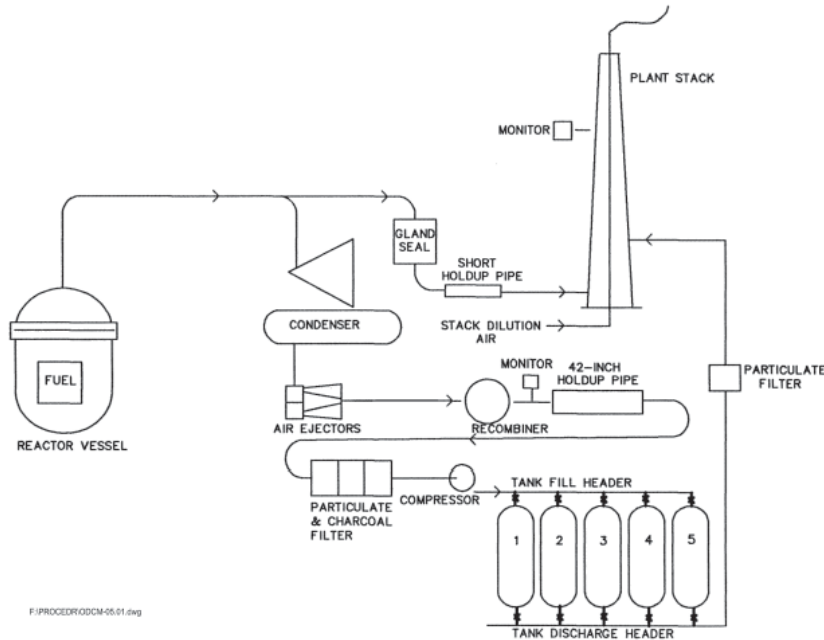 PLANT STACK
MONITOR
GLAND
SEAL
SHORT
HOLDUP PIPE
STACK DILUTION
AIR
CONDENSER
FUEL
REACTOR VESSEL
MONITOR
42-INCH
HOLDUP PIPE
PARTICULATE
FILTER
AIR EJECTORS
RECOMBINER
PARTICULATE
& CHARCOAL
FILTER
COMPRESSOR
TANK FILL HEADER
1 2 3 4 5
TANK DISCHARGE HEADER
F:\PROCEDR\ODCM-05.01.dwg